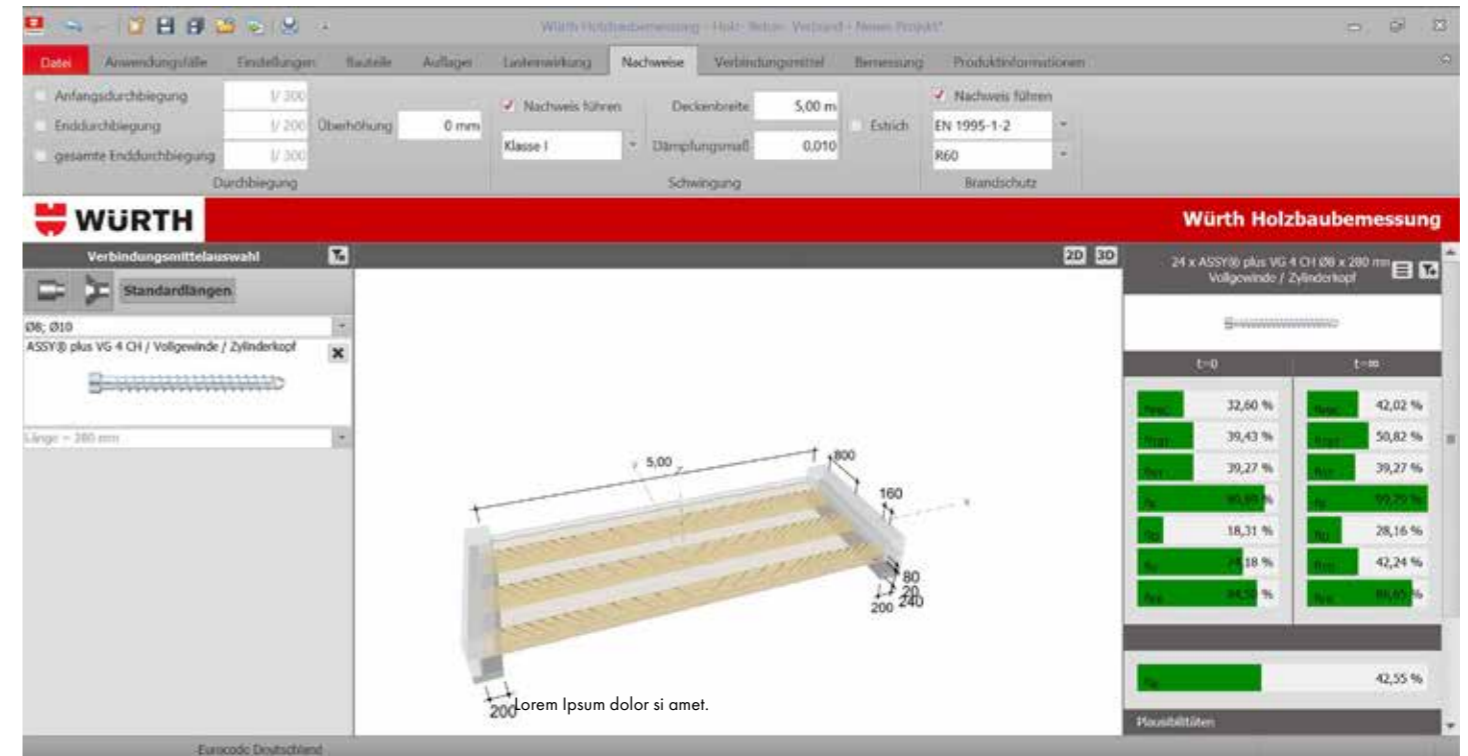 Würth Holzbaubemessung - Holz- Beton- Verbund - Neues Projekt*
Datei Anwendungsfälle Einstellungen Bauteile Auflager Lasteinwirkung Nachweise Verbindungsmittel Bemessung Produktinformationen
Anfangsdurchbiegung l/ 300
Enddurchbiegung l/ 200 Überhöhung 0 mm
gesamte Enddurchbiegung l/ 300
Durchbiegung
Nachweis führen Deckenbreite 5,00 m
Klasse I Dämpfungsmaß 0,010
Estrich
Schwingung
Nachweis führen
EN 1995-1-2
R60
Brandschutz
WÜRTH
Würth Holzbaubemessung
Verbindungsmittelauswahl
Standardlängen
Ø8; Ø10
ASSY® plus VG 4 CH / Vollgewinde / Zylinderkopf
Länge = 280 mm
2D 3D
5,00
800
160
x
80
20
240
200
200
Lorem Ipsum dolor si amet.
24 x ASSY® plus VG 4 CH Ø8 x 280 mm
Vollgewinde / Zylinderkopf
t=0 t=∞
32,60 % 42,02 %
39,43 % 50,82 %
39,27 % 39,27 %
18,31 % 28,16 %
42,24 %
42,55 %
Plausibilitäten
Eurocode Deutschland